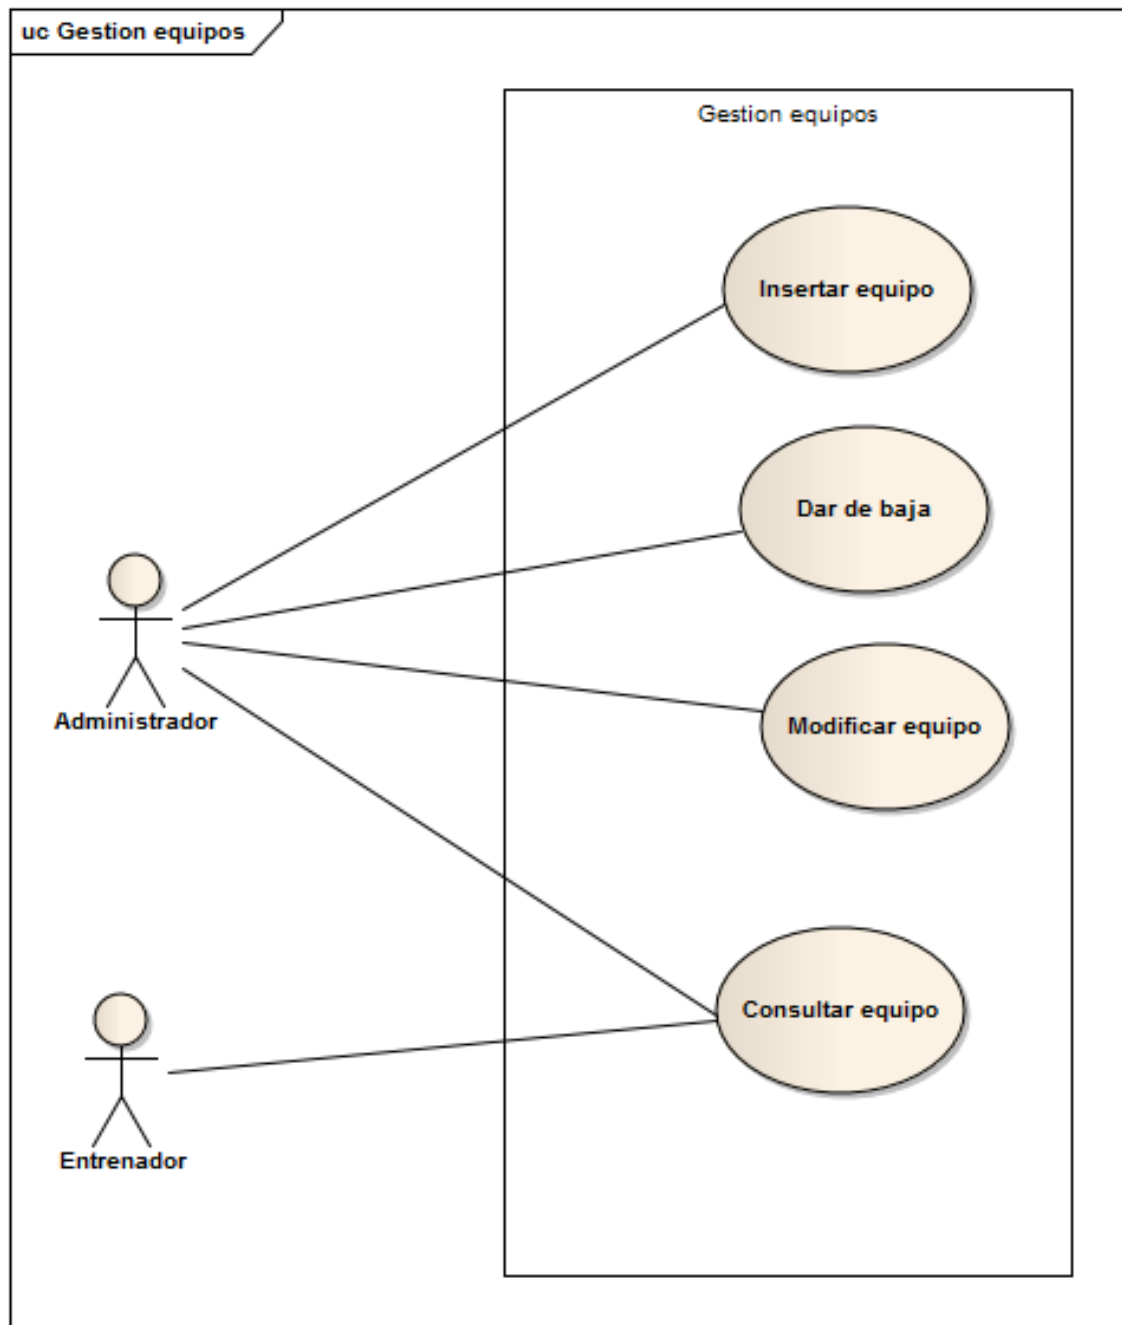 uc Gestion equipos
Gestion equipos
Insertar equipo
Dar de baja
Modificar equipo
Administrador
Consultar equipo
Entrenador